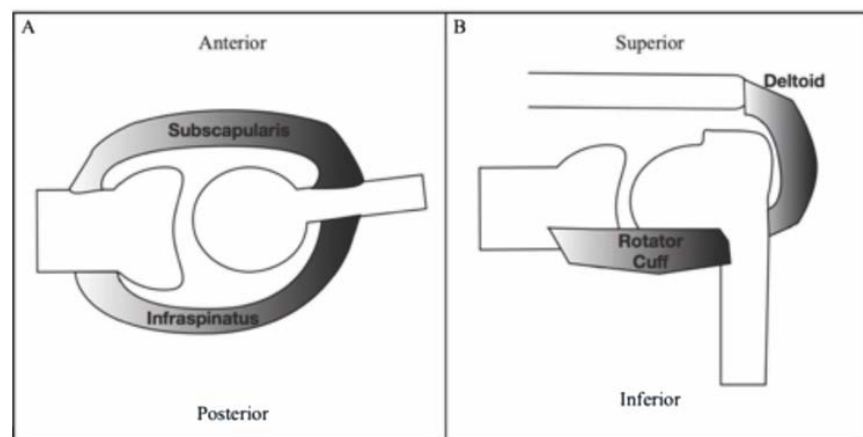 A
Anterior
Subscapularis
Infraspinatus
Posterior
B
Superior
Deltoid
Rotator
Cuff
Inferior